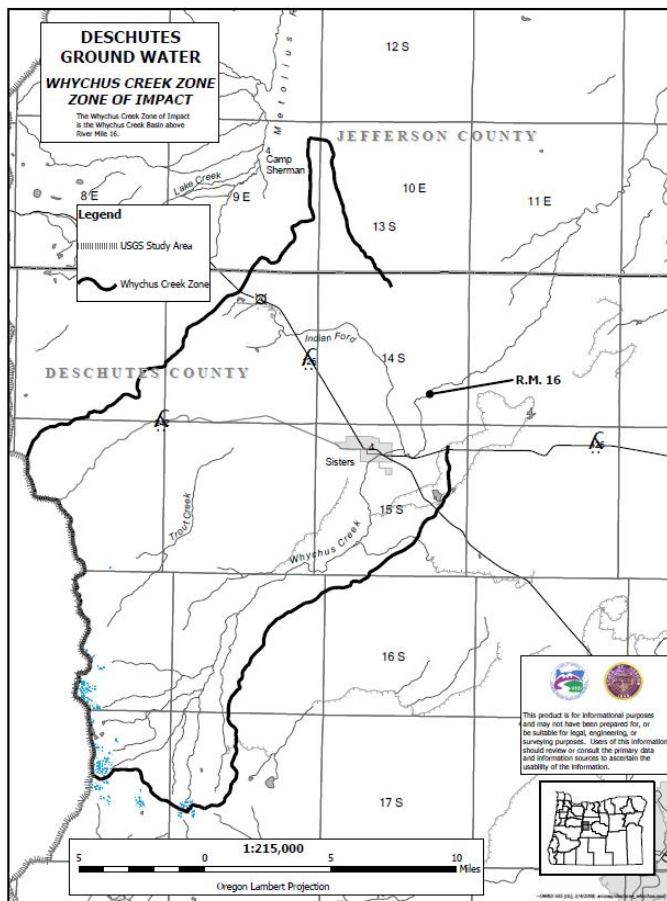 DESCHUTES
GROUND WATER
WHYCHUS CREEK ZONE
ZONE OF IMPACT
The Whychus Creek Zone of Impact
is the Whychus Creek Basin above
River Mile 16.
Metolius R
12 S
JEFFERSON COUNTY
4
Camp
Sherman
Lake Creek
8 E
9 E
10 E
11 E
Legend
USGS Study Area
Whychus Creek Zone
13 S
Indian Ford
14 S
DESCHUTES COUNTY
R.M. 16
4
Sisters
15 S
Trout Creek
Whychus Creek
16 S
This product is for informational purposes
and may not have been prepared for, or
be suitable for legal, engineering, or
surveying purposes. Users of this information
should review or consult the primary data
and information sources to ascertain the
usability of the information.
17 S
1:215,000
5
0
5
10
Miles
Oregon Lambert Projection